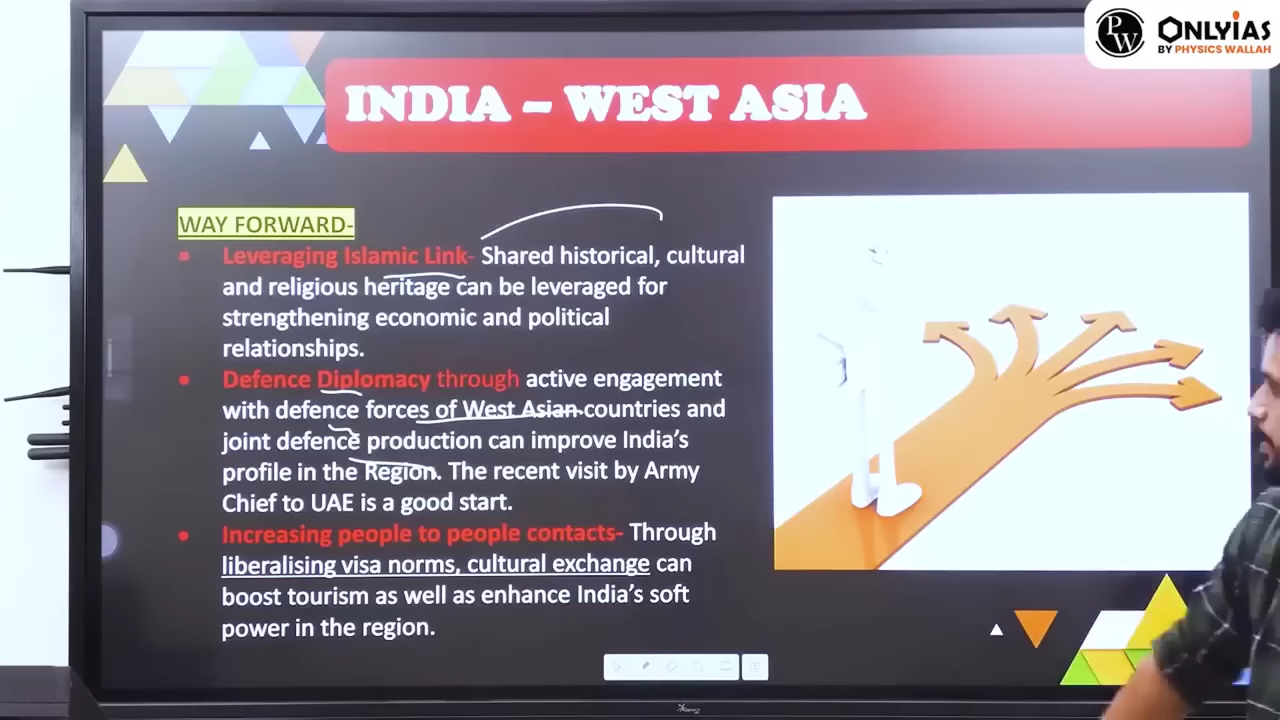 PW
ONLYIAS
BY PHYSICS WALLAH
INDIA – WEST ASIA
WAY FORWARD-
▪ Leveraging Islamic Link- Shared historical, cultural
and religious heritage can be leveraged for
strengthening economic and political
relationships.
▪ Defence Diplomacy through active engagement
with defence forces of West Asian countries and
joint defence production can improve India’s
profile in the Region. The recent visit by Army
Chief to UAE is a good start.
▪ Increasing people to people contacts- Through
liberalising visa norms, cultural exchange can
boost tourism as well as enhance India’s soft
power in the region.